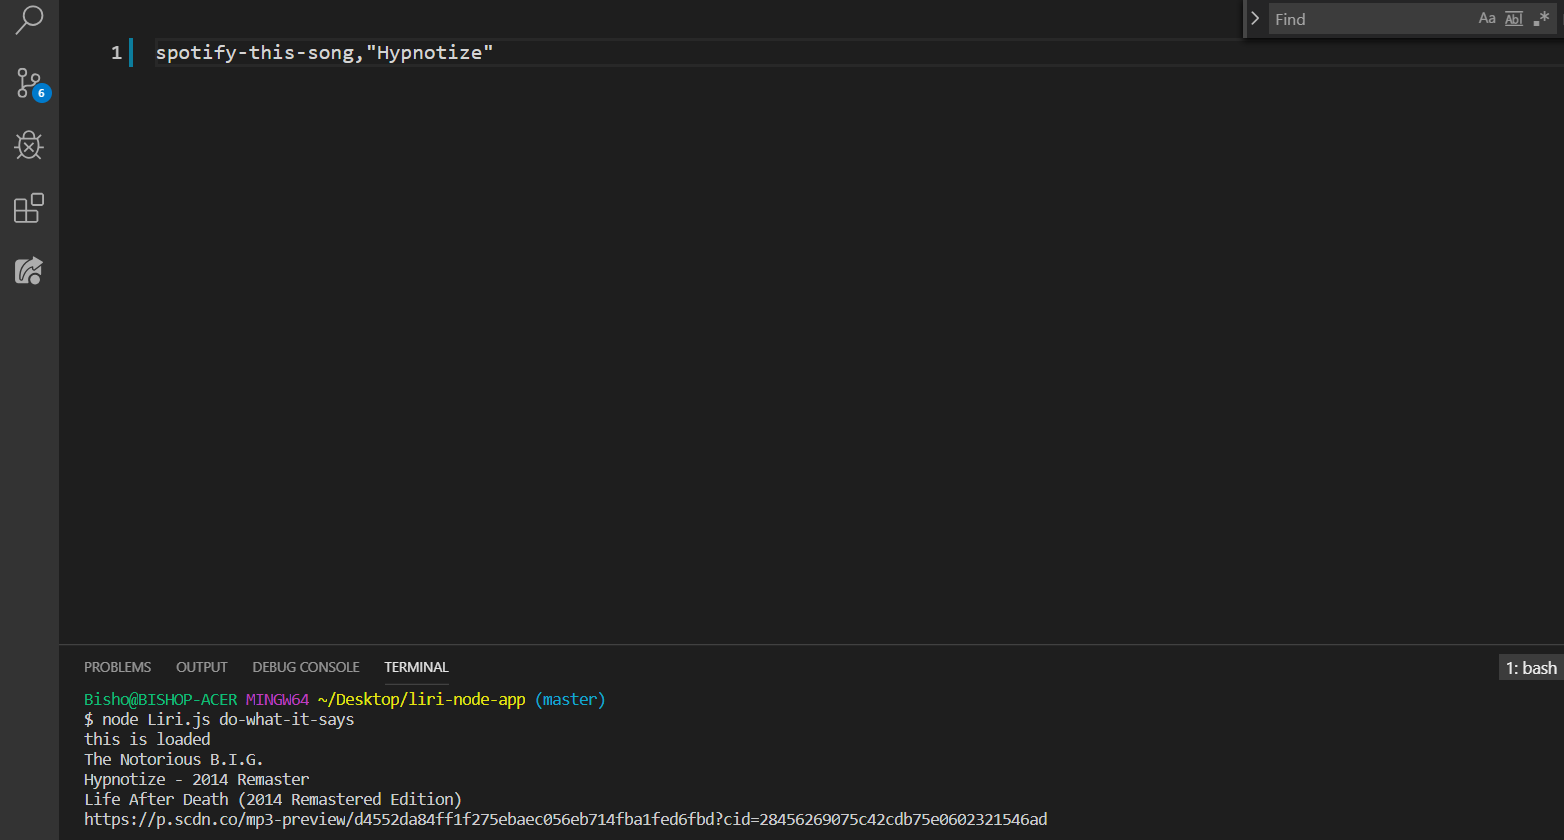 Find
Aa Abl .*
1 spotify-this-song,"Hypnotize"
6
PROBLEMS OUTPUT DEBUG CONSOLE TERMINAL 1: bash
Bisho@BISHOP-ACER MINGW64 ~/Desktop/liri-node-app (master)
$ node Liri.js do-what-it-says
this is loaded
The Notorious B.I.G.
Hypnotize - 2014 Remaster
Life After Death (2014 Remastered Edition)
https://p.scdn.co/mp3-preview/d4552da84ff1f275ebaec056eb714fba1fed6fbd?cid=28456269075c42cdb75e0602321546ad